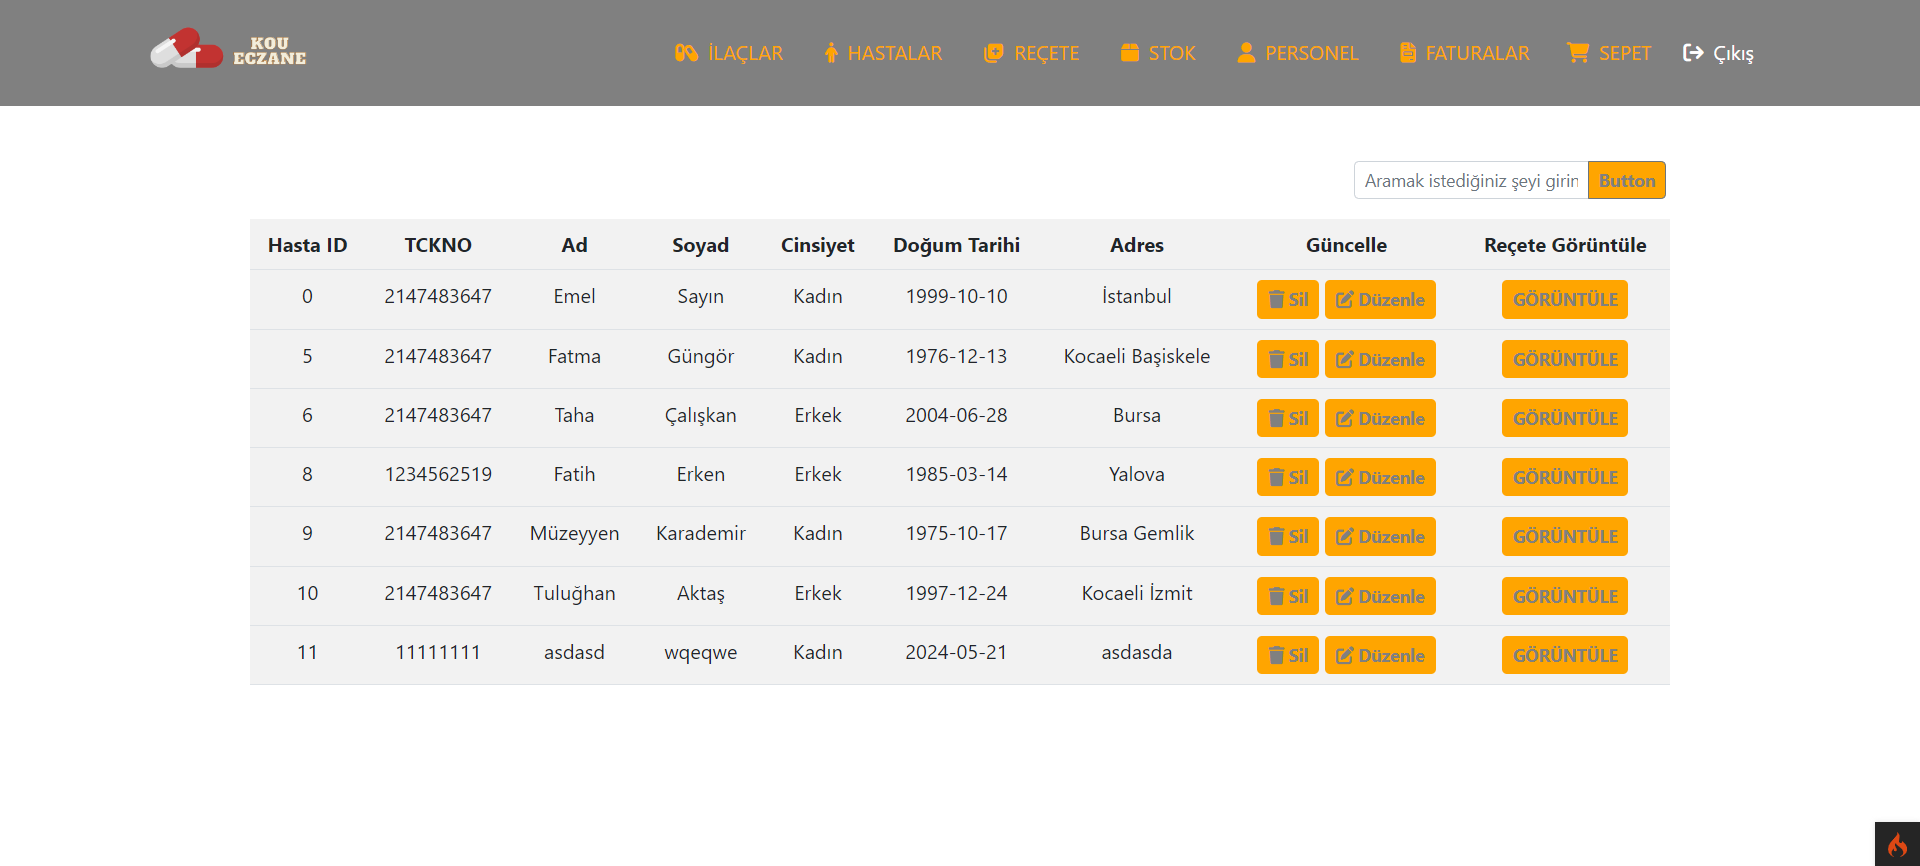 KOU
ECZANE
İLAÇLAR HASTALAR REÇETE STOK PERSONEL FATURALAR SEPET Çıkış
Aramak istediğiniz şeyi girin Button
Hasta ID TCKNO Ad Soyad Cinsiyet Doğum Tarihi Adres Güncelle Reçete Görüntüle
0 2147483647 Emel Sayın Kadın 1999-10-10 İstanbul Sil Düzenle GÖRÜNTÜLE
5 2147483647 Fatma Güngör Kadın 1976-12-13 Kocaeli Başiskele Sil Düzenle GÖRÜNTÜLE
6 2147483647 Taha Çalışkan Erkek 2004-06-28 Bursa Sil Düzenle GÖRÜNTÜLE
8 1234562519 Fatih Erken Erkek 1985-03-14 Yalova Sil Düzenle GÖRÜNTÜLE
9 2147483647 Müzeyyen Karademir Kadın 1975-10-17 Bursa Gemlik Sil Düzenle GÖRÜNTÜLE
10 2147483647 Tuluğhan Aktaş Erkek 1997-12-24 Kocaeli İzmit Sil Düzenle GÖRÜNTÜLE
11 11111111 asdasd wqeqwe Kadın 2024-05-21 asdasda Sil Düzenle GÖRÜNTÜLE